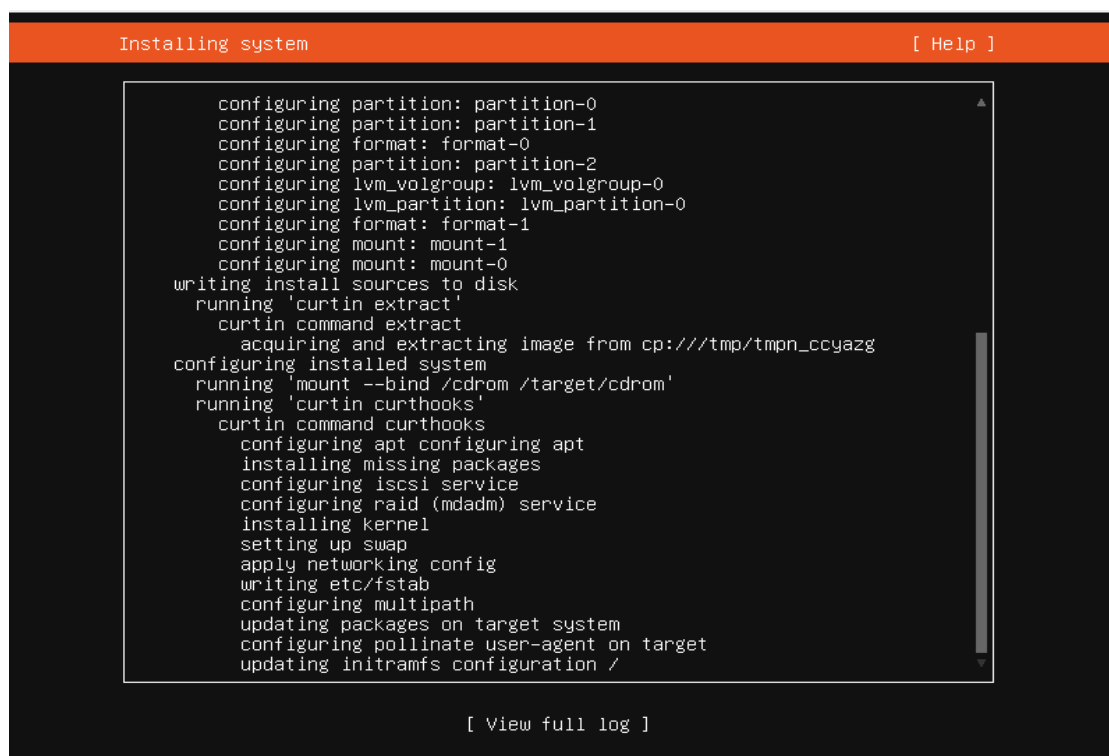 Installing system [ Help ]
configuring partition: partition-0
configuring partition: partition-1
configuring format: format-0
configuring partition: partition-2
configuring lvm_volgroup: lvm_volgroup-0
configuring lvm_partition: lvm_partition-0
configuring format: format-1
configuring mount: mount-1
configuring mount: mount-0
writing install sources to disk
running 'curtin extract'
curtin command extract
acquiring and extracting image from cp:///tmp/tmpn_ccyazg
configuring installed system
running 'mount --bind /cdrom /target/cdrom'
running 'curtin curthooks'
curtin command curthooks
configuring apt configuring apt
installing missing packages
configuring iscsi service
configuring raid (mdadm) service
installing kernel
setting up swap
apply networking config
writing etc/fstab
configuring multipath
updating packages on target system
configuring pollinate user-agent on target
updating initramfs configuration /
[ View full log ]